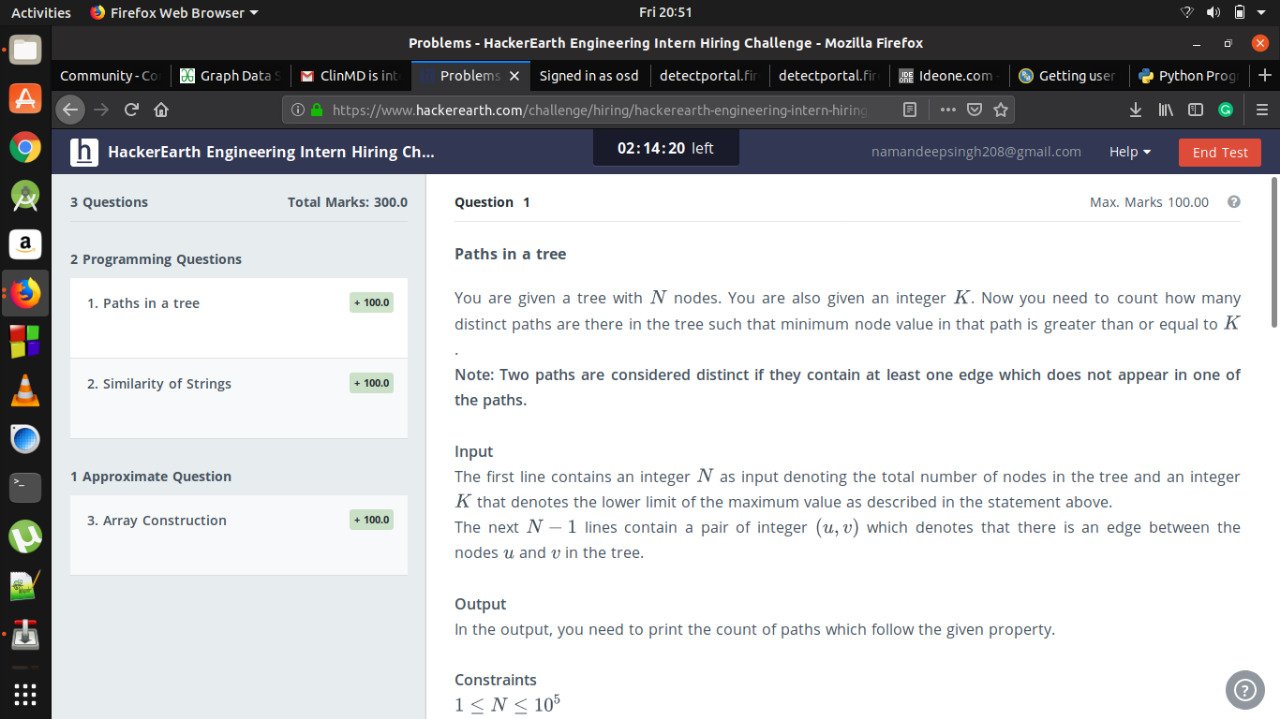 Activities Firefox Web Browser Fri 20:51
Problems - HackerEarth Engineering Intern Hiring Challenge - Mozilla Firefox
Community - Co Graph Data S ClinMD is int Problems Signed in as osd detectportal.fir detectportal.fir Ideone.com Getting user Python Prog
https://www.hackerearth.com/challenge/hiring/hackerearth-engineering-intern-hiring
h HackerEarth Engineering Intern Hiring Ch... 02:14:20 left namandeepsingh208@gmail.com Help End Test
3 Questions Total Marks: 300.0
2 Programming Questions
1. Paths in a tree + 100.0
2. Similarity of Strings + 100.0
1 Approximate Question
3. Array Construction + 100.0
Question 1 Max. Marks 100.00 ?
Paths in a tree
You are given a tree with N nodes. You are also given an integer K. Now you need to count how many
distinct paths are there in the tree such that minimum node value in that path is greater than or equal to K
.
Note: Two paths are considered distinct if they contain at least one edge which does not appear in one of
the paths.
Input
The first line contains an integer N as input denoting the total number of nodes in the tree and an integer
K that denotes the lower limit of the maximum value as described in the statement above.
The next N − 1 lines contain a pair of integer (u, v) which denotes that there is an edge between the
nodes u and v in the tree.
Output
In the output, you need to print the count of paths which follow the given property.
Constraints
1 ≤ N ≤ 10⁵